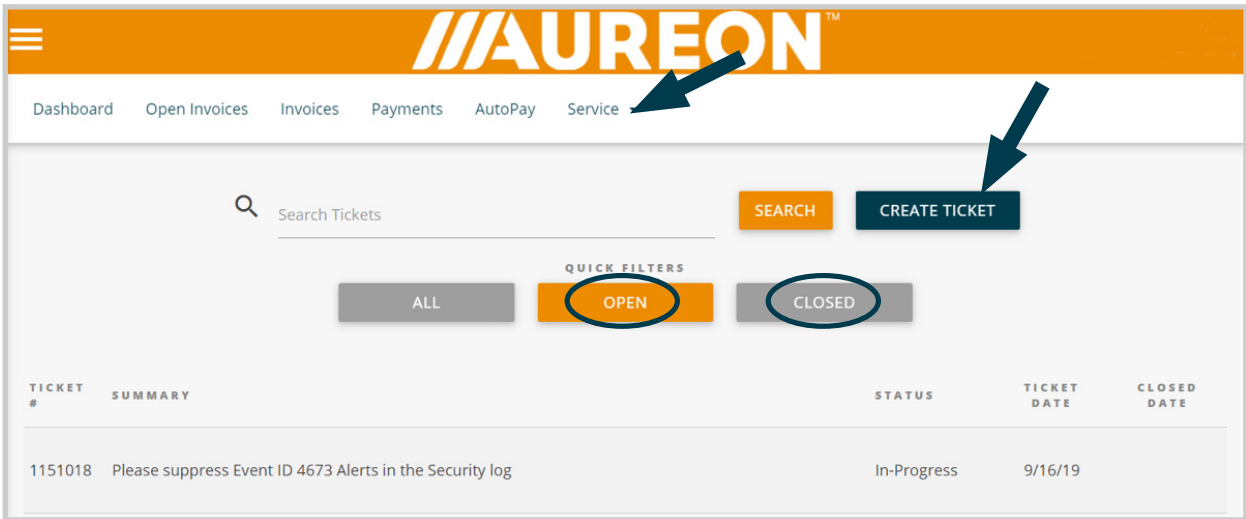 //AUREON™
Dashboard Open Invoices Invoices Payments AutoPay Service
Search Tickets SEARCH CREATE TICKET
QUICK FILTERS
ALL OPEN CLOSED
TICKET # SUMMARY STATUS TICKET DATE CLOSED DATE
1151018 Please suppress Event ID 4673 Alerts in the Security log In-Progress 9/16/19